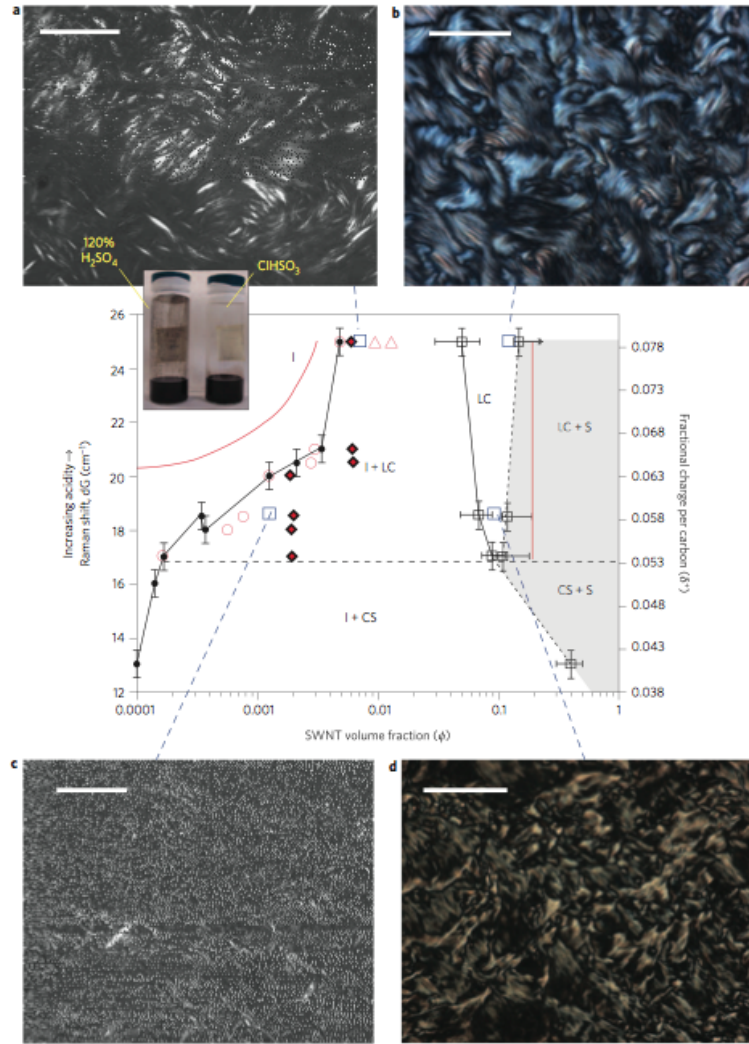 a
b
120%
H₂SO₄
ClHSO₃
26
24
22
20
18
16
13
12
Increasing acidity →
Raman shift, dG (cm⁻¹)
I
I + LC
LC
LC + S
I + CS
CS + S
0.078
0.073
0.068
0.063
0.058
0.053
0.048
0.043
0.038
Fractional charge per carbon (δ⁺)
0.0001
0.001
0.01
0.1
1
SWNT volume fraction (ϕ)
c
d